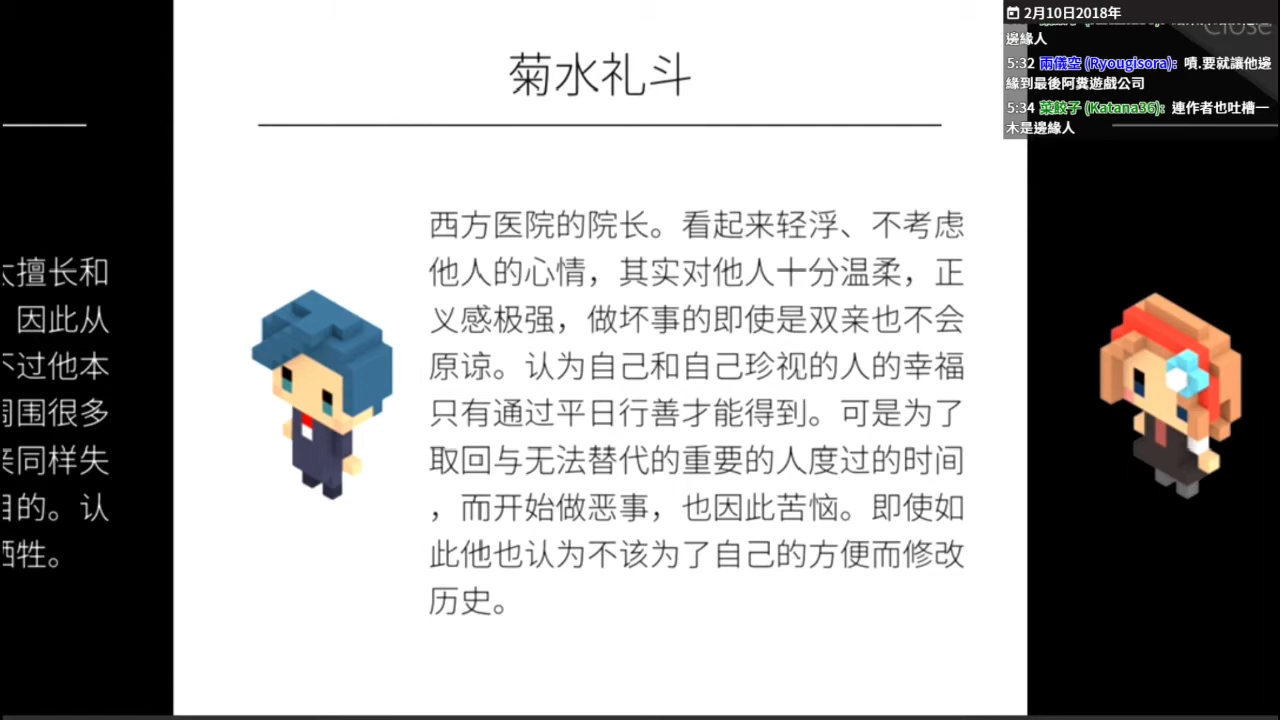 菊水礼斗
西方医院的院长。看起来轻浮、不考虑
他人的心情，其实对他人十分温柔，正
义感极强，做坏事的即使是双亲也不会
原谅。认为自己和自己珍视的人的幸福
只有通过平日行善才能得到。可是为了
取回与无法替代的重要的人度过的时间
，而开始做恶事，也因此苦恼。即使如
此他也认为不该为了自己的方便而修改
历史。
擅长和
因此从
不过他本
周围很多
亲同样失
目的。认
牺牲。
2月10日2018年
Close
邊緣人
5:32 兩儀空 (Ryougisora): 噴.要就讓他邊
緣到最後阿糞遊戲公司
5:34 菜餃子 (Katana36): 連作者也吐槽一
木是邊緣人